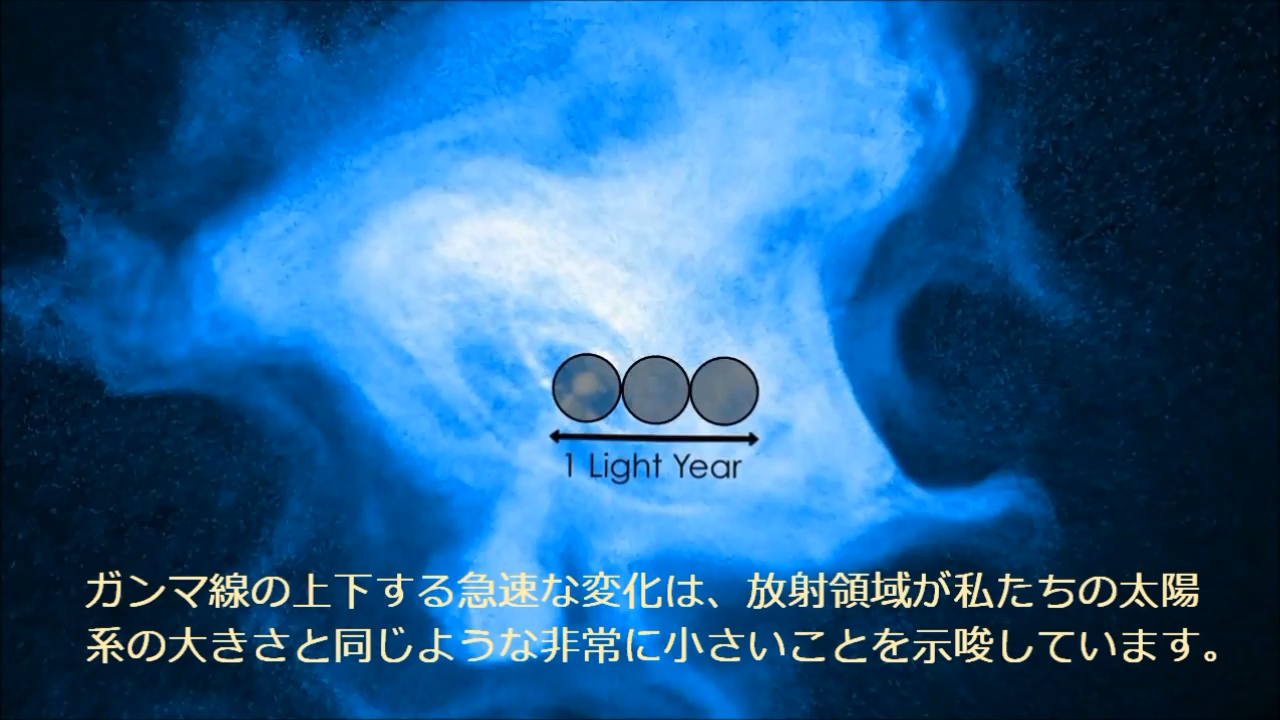 1 Light Year
ガンマ線の上下する急速な変化は、放射領域が私たちの太陽
系の大きさと同じような非常に小さいことを示唆しています。